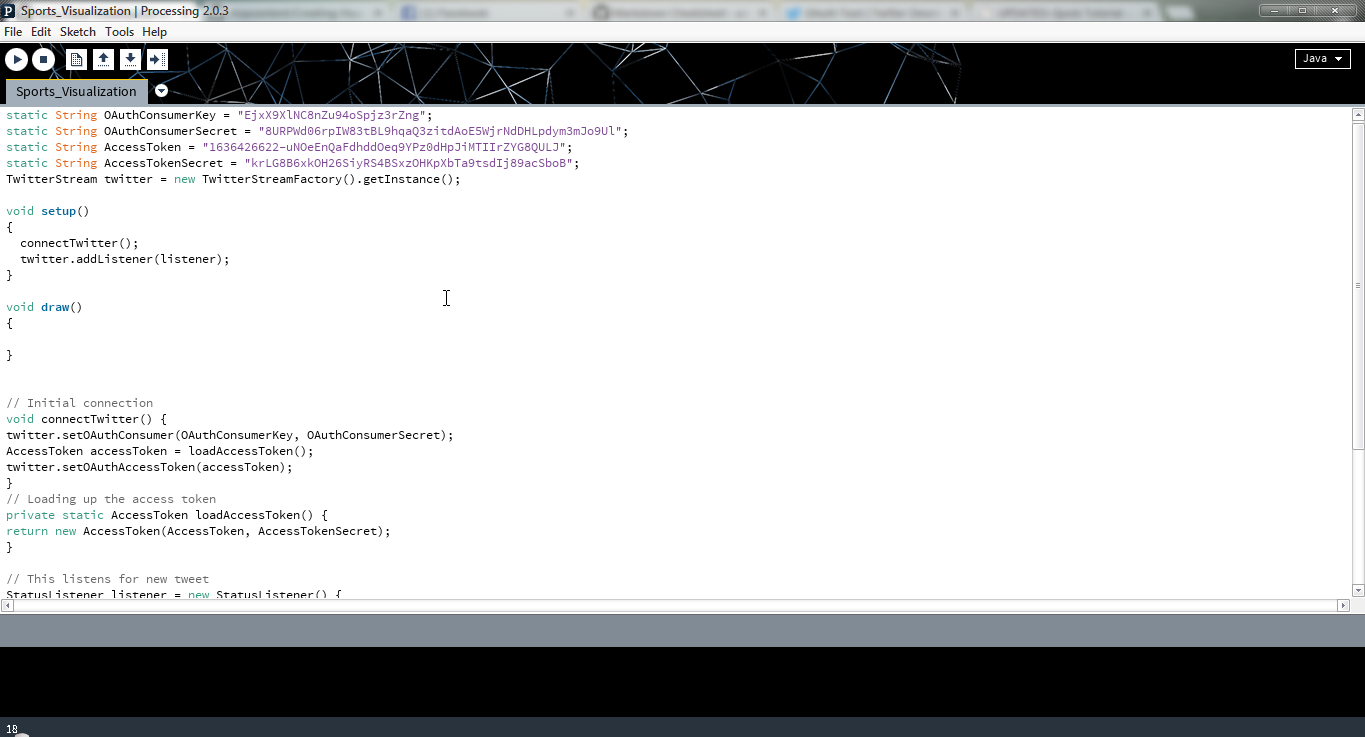 Sports_Visualization | Processing 2.0.3
File Edit Sketch Tools Help
Java
Sports_Visualization
static String OAuthConsumerKey = "EjxX9XlNC8nZu94oSpjz3rZng";
static String OAuthConsumerSecret = "8URPWd06rpIW83tBL9hqaQ3zitdAoE5WjrNdDHLpdym3mJo9Ul";
static String AccessToken = "1636426622-uNOeEnQaFdhddOeq9YPz0dHpJiMTIIrZYG8QULJ";
static String AccessTokenSecret = "krLG8B6xkOH26SiyRS4BSxzOHKpXbTa9tsdIj89acSboB";
TwitterStream twitter = new TwitterStreamFactory().getInstance();
void setup()
{
connectTwitter();
twitter.addListener(listener);
}
void draw()
{
}
// Initial connection
void connectTwitter() {
twitter.setOAuthConsumer(OAuthConsumerKey, OAuthConsumerSecret);
AccessToken accessToken = loadAccessToken();
twitter.setOAuthAccessToken(accessToken);
}
// Loading up the access token
private static AccessToken loadAccessToken() {
return new AccessToken(AccessToken, AccessTokenSecret);
}
// This listens for new tweet
StatusListener listener = new StatusListener() {
18